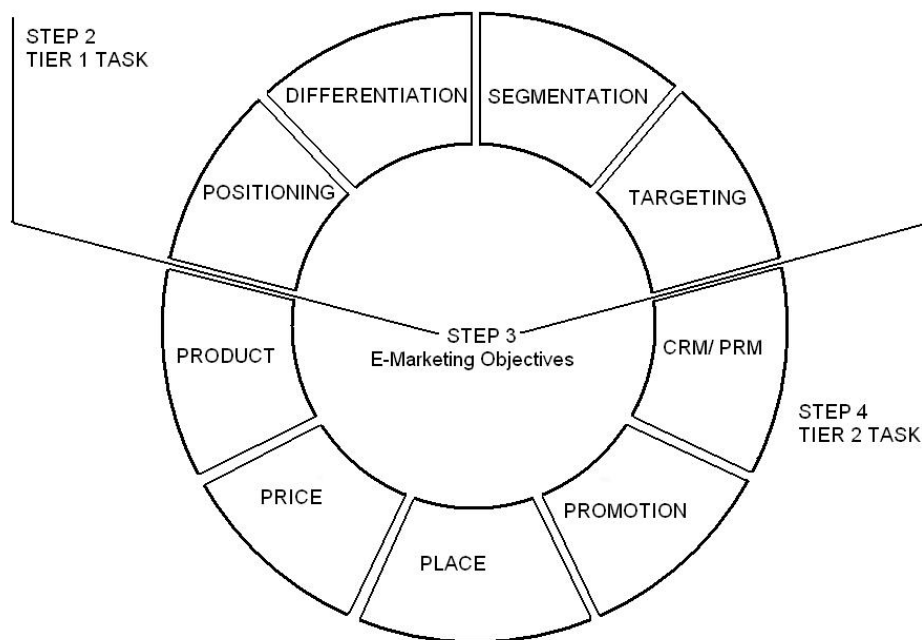 STEP 2
TIER 1 TASK
DIFFERENTIATION
SEGMENTATION
POSITIONING
TARGETING
STEP 3
E-Marketing Objectives
PRODUCT
CRM/ PRM
STEP 4
TIER 2 TASK
PRICE
PROMOTION
PLACE